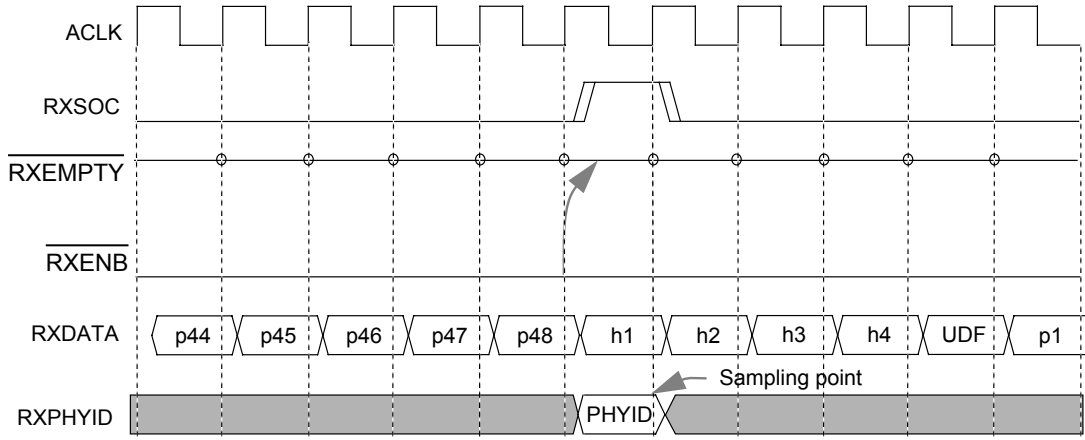 ACLK
RXSOC
RXEMPTY
RXENB
RXDATA p44 p45 p46 p47 p48 h1 h2 h3 h4 UDF p1
Sampling point
RXPHYID PHYID